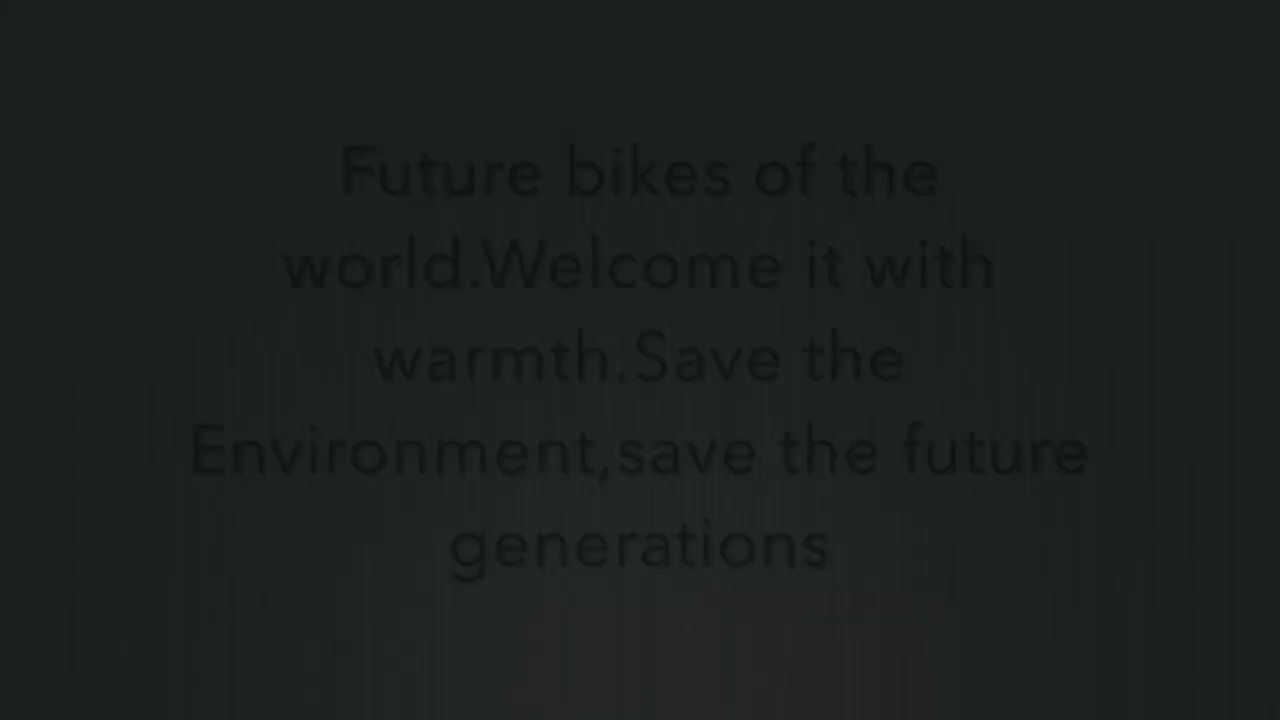 Future bikes of the
world.Welcome it with
warmth.Save the
Environment,save the future
generations